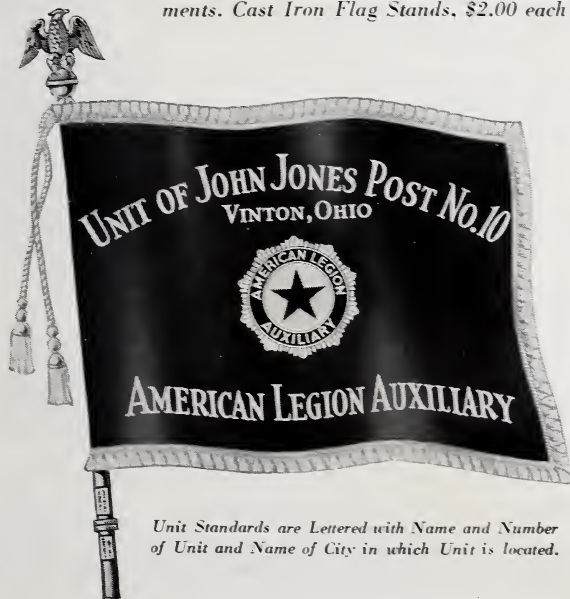 ments. Cast Iron Flag Stands, $2.00 each
UNIT OF JOHN JONES POST NO.10
VINTON, OHIO
AMERICAN LEGION
AUXILIARY
AMERICAN LEGION AUXILIARY
Unit Standards are Lettered with Name and Number
of Unit and Name of City in which Unit is located.